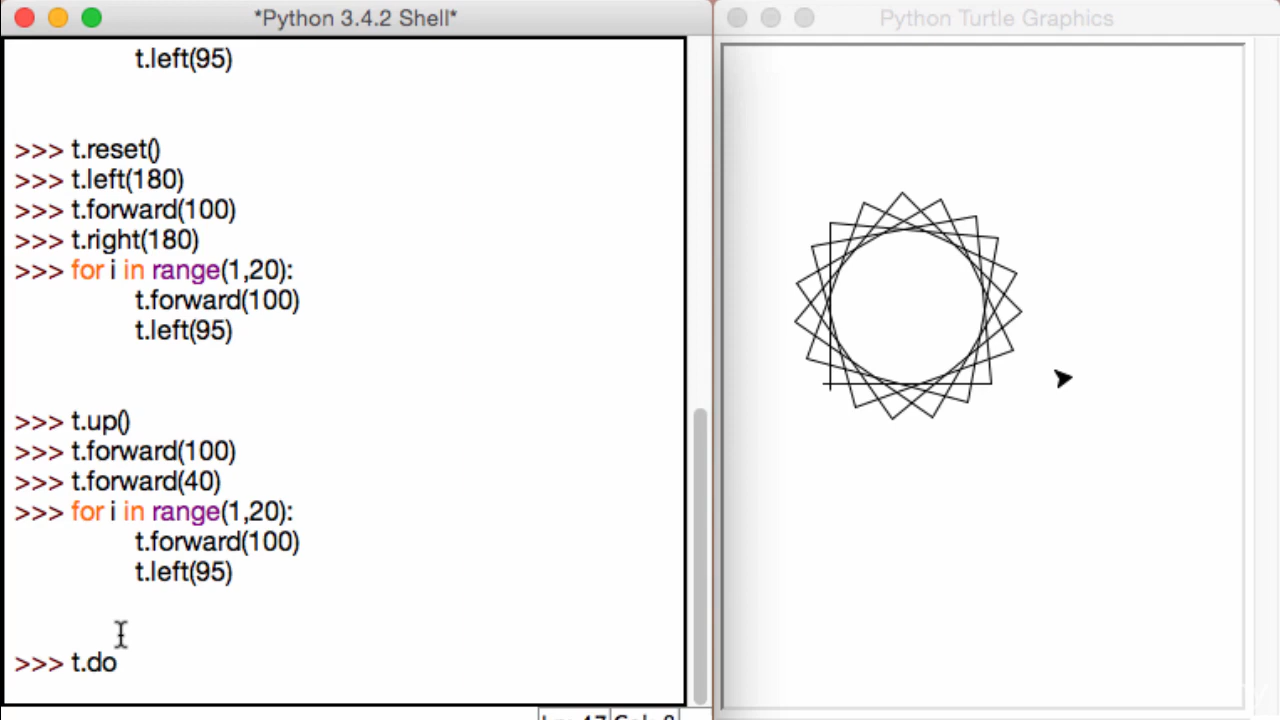 *Python 3.4.2 Shell*
t.left(95)
>>> t.reset()
>>> t.left(180)
>>> t.forward(100)
>>> t.right(180)
>>> for i in range(1,20):
t.forward(100)
t.left(95)
>>> t.up()
>>> t.forward(100)
>>> t.forward(40)
>>> for i in range(1,20):
t.forward(100)
t.left(95)
>>> t.do
Python Turtle Graphics